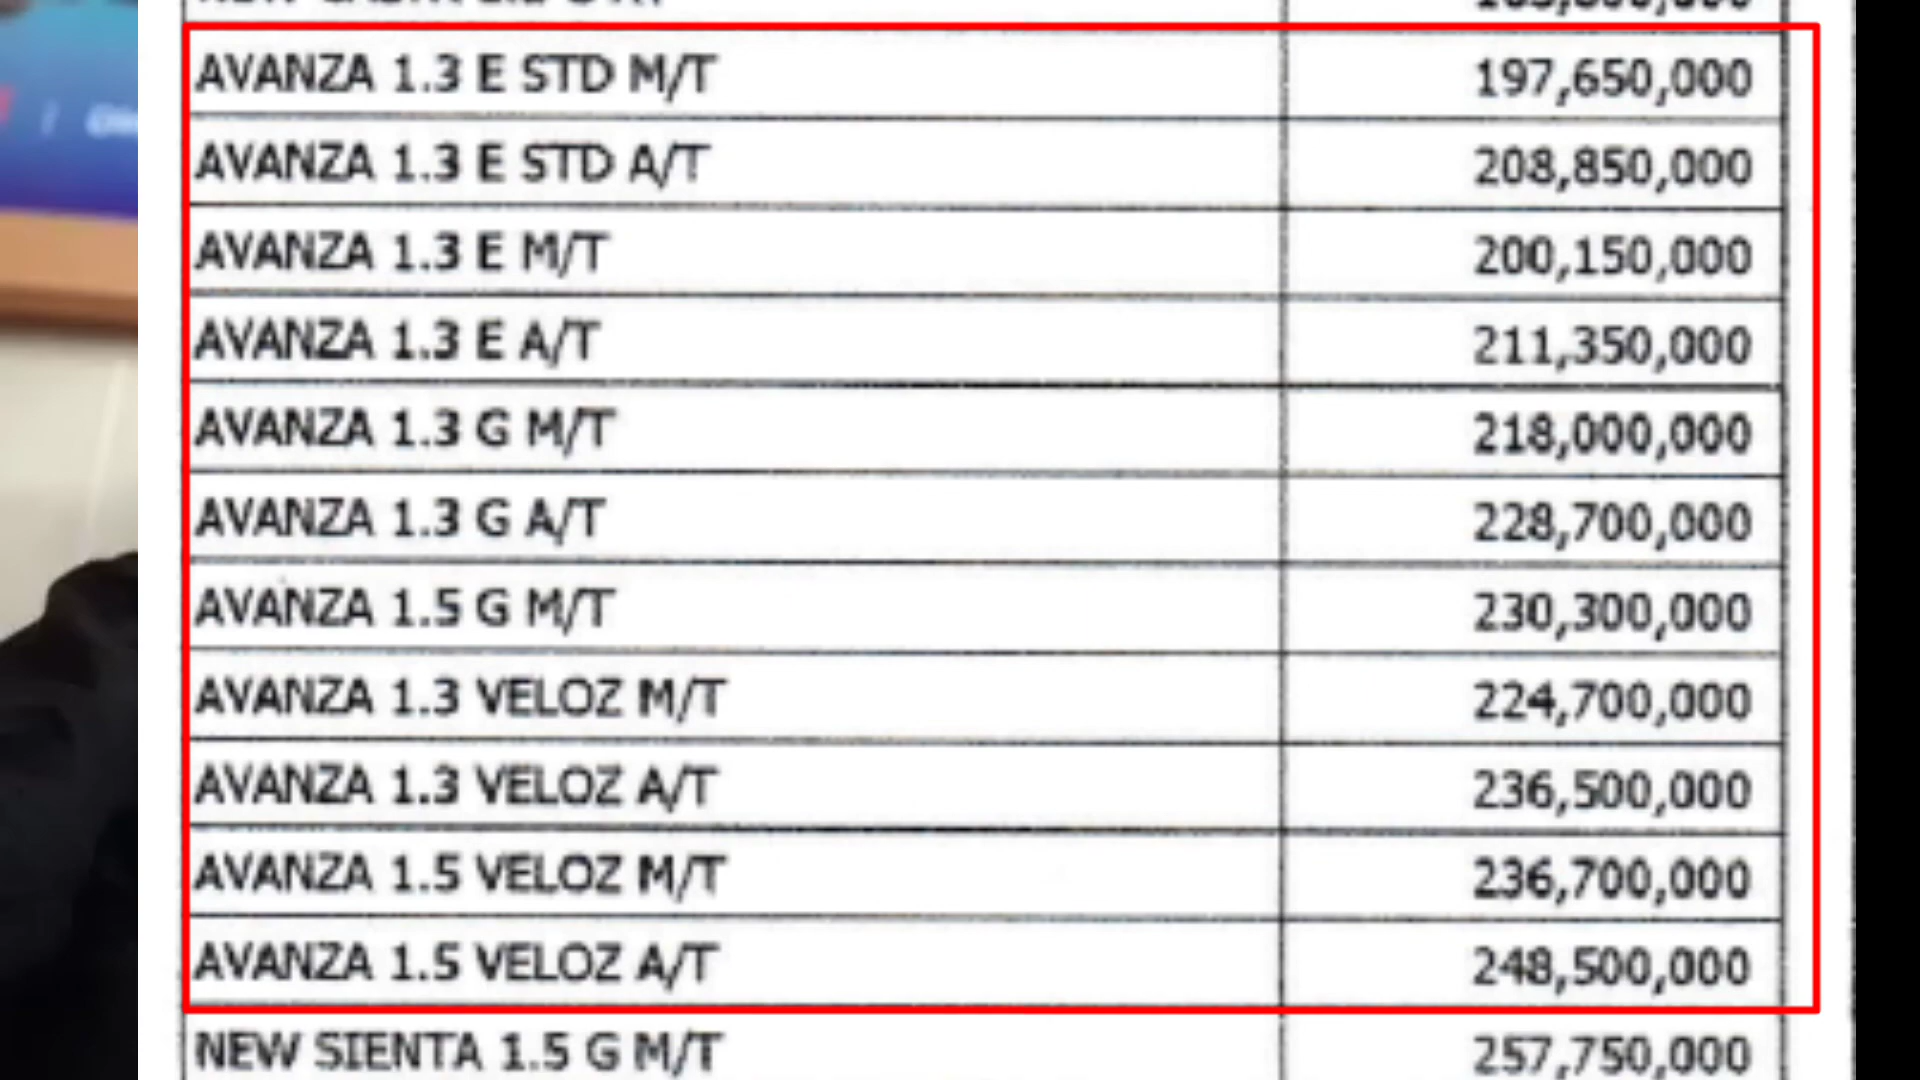 AVANZA 1.3 E STD M/T 197,650,000
AVANZA 1.3 E STD A/T 208,850,000
AVANZA 1.3 E M/T 200,150,000
AVANZA 1.3 E A/T 211,350,000
AVANZA 1.3 G M/T 218,000,000
AVANZA 1.3 G A/T 228,700,000
AVANZA 1.5 G M/T 230,300,000
AVANZA 1.3 VELOZ M/T 224,700,000
AVANZA 1.3 VELOZ A/T 236,500,000
AVANZA 1.5 VELOZ M/T 236,700,000
AVANZA 1.5 VELOZ A/T 248,500,000
NEW SIENTA 1.5 G M/T 257,750,000